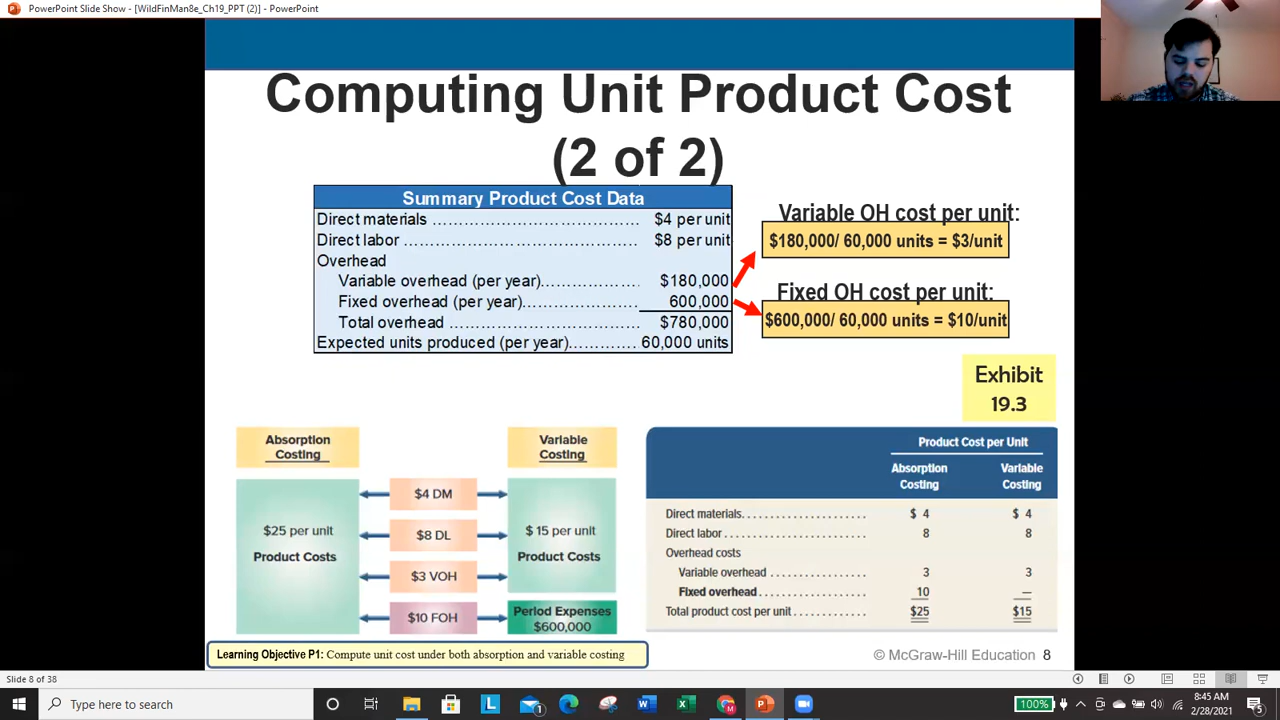 PowerPoint Slide Show - [WildFinMan8e_Ch19_PPT (2)] - PowerPoint
Computing Unit Product Cost
(2 of 2)
Summary Product Cost Data
Direct materials ........................................ $4 per unit
Direct labor ............................................. $8 per unit
Overhead
Variable overhead (per year)..................... $180,000
Fixed overhead (per year)......................... 600,000
Total overhead ...................................... $780,000
Expected units produced (per year)............ 60,000 units
Variable OH cost per unit:
$180,000/ 60,000 units = $3/unit
Fixed OH cost per unit:
$600,000/ 60,000 units = $10/unit
Exhibit
19.3
Absorption
Costing
$25 per unit
Product Costs
$4 DM
$8 DL
$3 VOH
$10 FOH
Variable
Costing
$ 15 per unit
Product Costs
Period Expenses
$600,000
Product Cost per Unit
Absorption Variable
Costing Costing
Direct materials...................... $ 4 $ 4
Direct labor .......................... 8 8
Overhead costs
Variable overhead .................... 3 3
Fixed overhead ...................... 10 —
Total product cost per unit ............. $25 $15
Learning Objective P1: Compute unit cost under both absorption and variable costing
© McGraw-Hill Education 8
Slide 8 of 38
Type here to search
100%
8:45 AM
2/28/2021
1
5